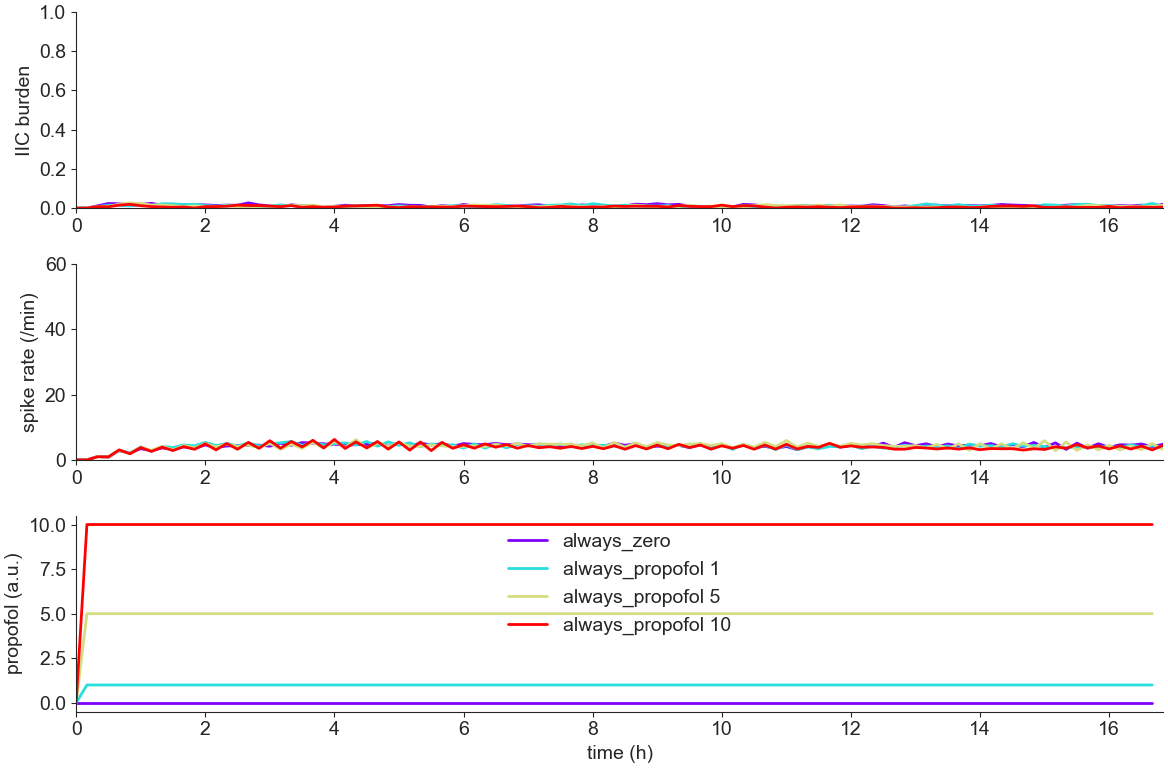 1.0
0.8
0.6
0.4
0.2
0.0
IIC burden
0 2 4 6 8 10 12 14 16
60
40
20
0
spike rate (/min)
0 2 4 6 8 10 12 14 16
10.0
7.5
5.0
2.5
0.0
propofol (a.u.)
always_zero
always_propofol 1
always_propofol 5
always_propofol 10
0 2 4 6 8 10 12 14 16
time (h)